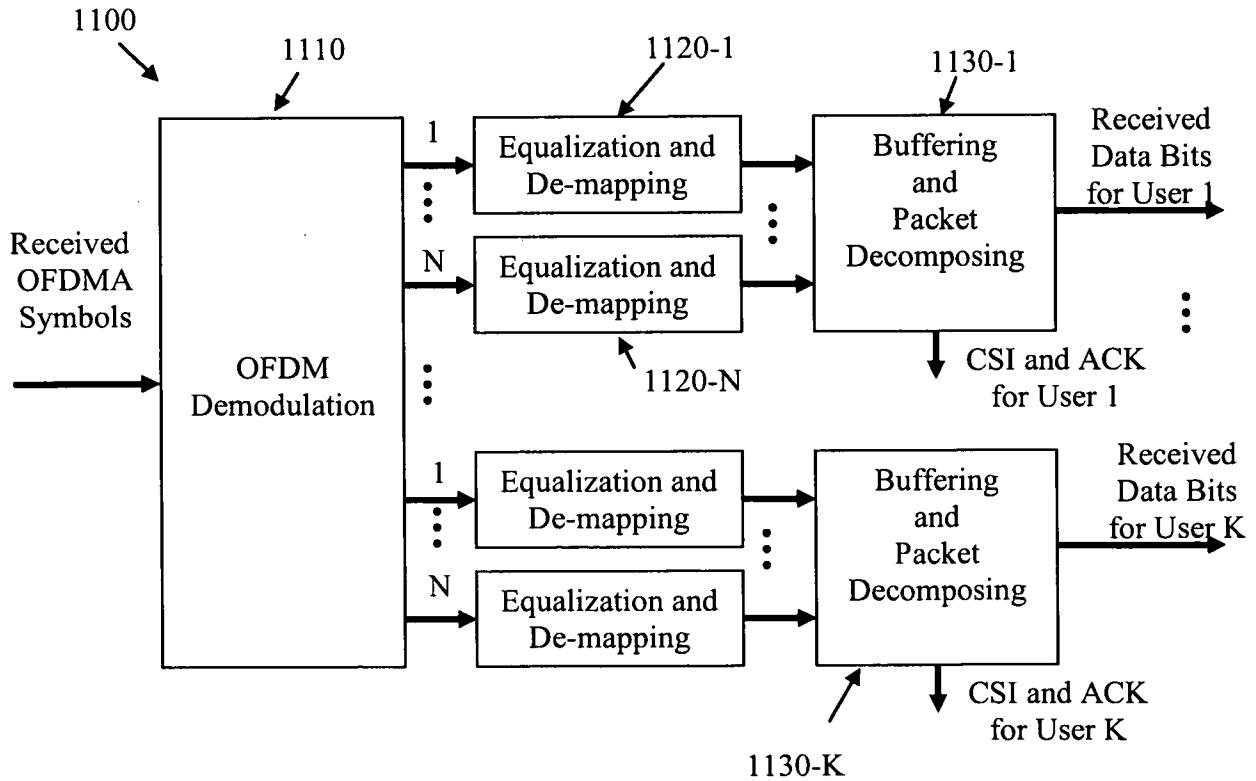 1100
1110
1120-1
1130-1
Received
OFDMA
Symbols
OFDM
Demodulation
1
N
Equalization and
De-mapping
Equalization and
De-mapping
1120-N
Buffering
and
Packet
Decomposing
Received
Data Bits
for User 1
CSI and ACK
for User 1
1
N
Equalization and
De-mapping
Equalization and
De-mapping
Buffering
and
Packet
Decomposing
Received
Data Bits
for User K
CSI and ACK
for User K
1130-K